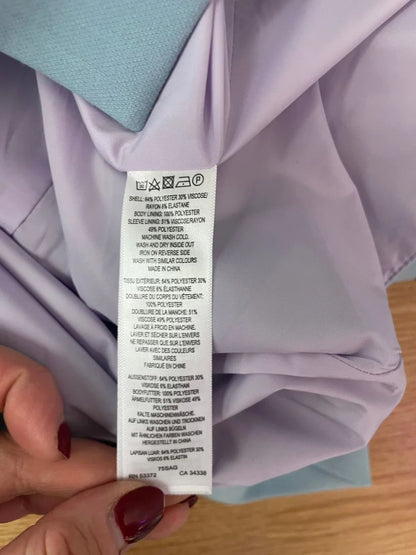 SHELL: 64% POLYESTER 30% VISCOSE/
RAYON 6% ELASTANE
BODY LINING: 100% POLYESTER
SLEEVE LINING: 51% VISCOSE/RAYON
49% POLYESTER
MACHINE WASH COLD.
WASH AND DRY INSIDE OUT
IRON ON REVERSE SIDE
WASH WITH SIMILAR COLOURS
MADE IN CHINA
TISSU EXTÉRIEUR: 64% POLYESTER 30%
VISCOSE 6% ÉLASTHANNE
DOUBLURE DU CORPS DU VÊTEMENT:
100% POLYESTER
DOUBLURE DE LA MANCHE: 51%
VISCOSE 49% POLYESTER
LAVAGE À FROID EN MACHINE.
LAVER ET SÉCHER SUR L'ENVERS
NE REPASSER QUE SUR L'ENVERS
LAVER AVEC DES COULEURS
SIMILAIRES
FABRIQUÉ EN CHINE
AUSSENSTOFF: 64% POLYESTER 30%
VISKOSE 6% ELASTHAN
BODYFUTTER: 100% POLYESTER
ÄRMELFUTTER: 51% VISKOSE 49%
POLYESTER
KALTE MASCHINENWÄSCHE.
AUF LINKS WASCHEN UND TROCKNEN
AUF LINKS BÜGELN
MIT ÄHNLICHEN FARBEN WASCHEN
HERGESTELLT IN CHINA
LAPISAN LUAR: 64% POLIESTER 30%
VISKOS 6% ELASTIN
75SAG
RN 53372 CA 34338